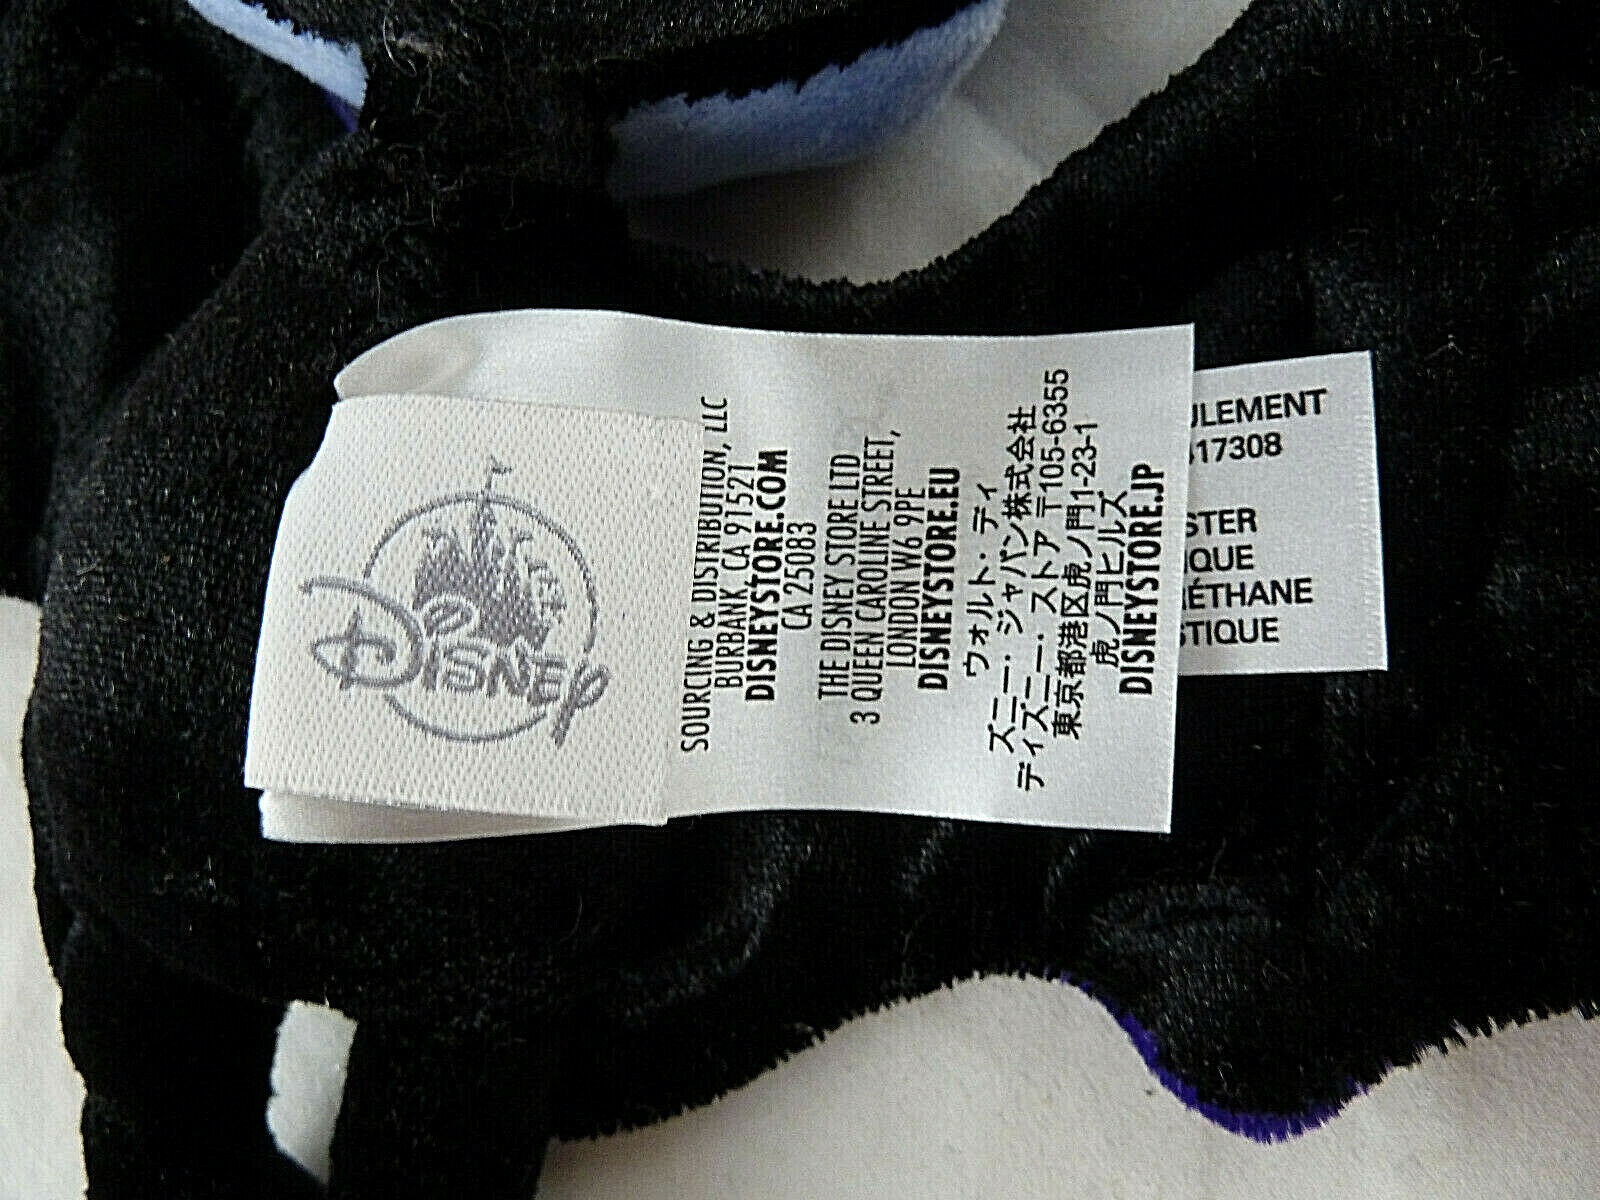 DISNEY
SOURCING & DISTRIBUTION, LLC
BURBANK CA 91521
DISNEYSTORE.COM
CA 25083
THE DISNEY STORE LTD
3 QUEEN CAROLINE STREET,
LONDON W6 9PE
DISNEYSTORE.EU
ウォルト・ディ
ズニー・ジャパン株式会社
ディズニー・ストア 〒105-6355
東京都港区虎ノ門1-23-1
虎ノ門ヒルズ
DISNEYSTORE.JP
ULEMENT
17308
STER
IQUE
ÉTHANE
STIQUE